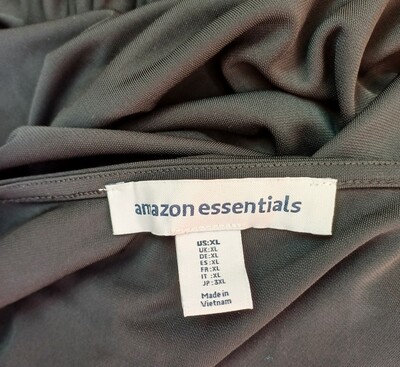 amazon essentials
US:XL
UK:XL
DE:XL
ES:XL
FR:XL
IT :XL
JP:3XL
Made in
Vietnam